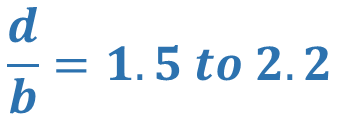 d/b = 1.5 to 2.2